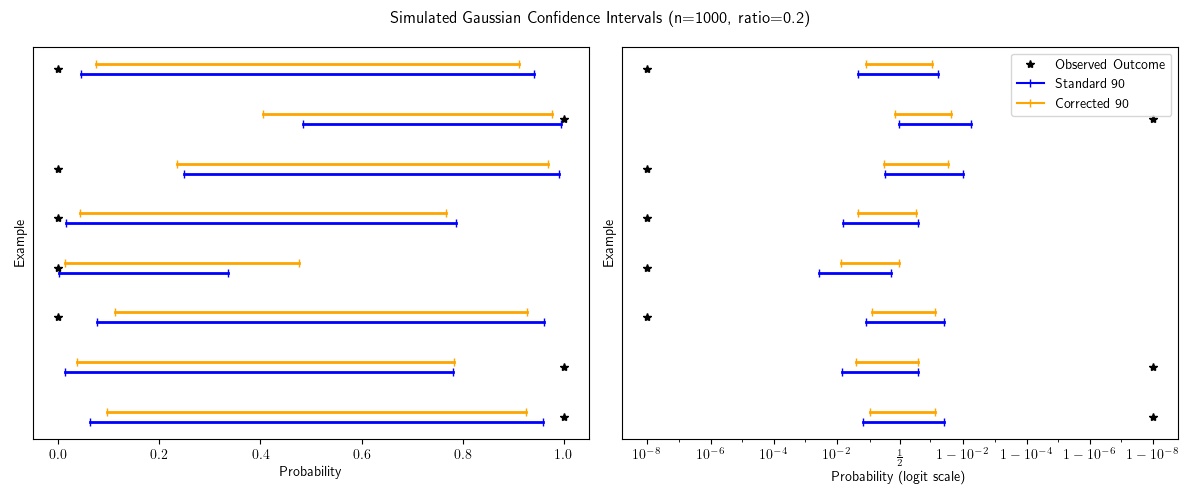 Simulated Gaussian Confidence Intervals (n=1000, ratio=0.2)
Example
0.0 0.2 0.4 0.6 0.8 1.0
Probability
Observed Outcome
Standard 90
Corrected 90
Example
10⁻⁸ 10⁻⁶ 10⁻⁴ 10⁻² ½ 1 − 10⁻² 1 − 10⁻⁴ 1 − 10⁻⁶ 1 − 10⁻⁸
Probability (logit scale)